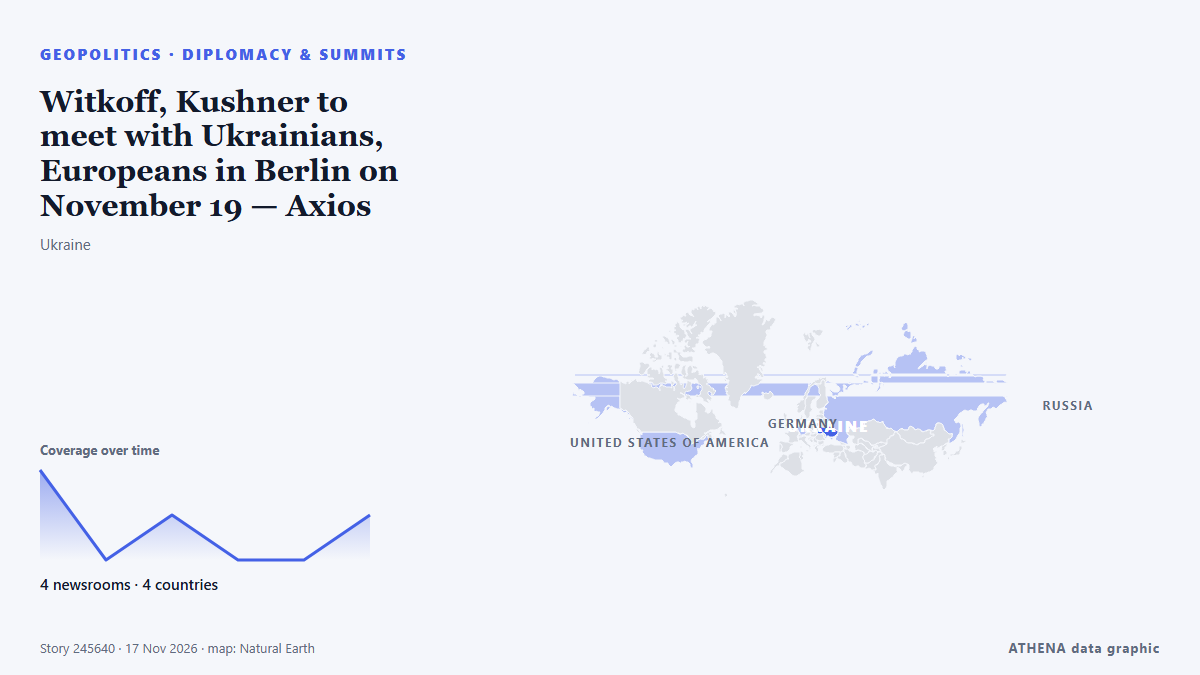 GEOPOLITICS · DIPLOMACY & SUMMITS
Witkoff, Kushner to
meet with Ukrainians,
Europeans in Berlin on
November 19 — Axios
Ukraine
RUSSIA
GERMANY
UNITED STATES OF AMERICA
Coverage over time
4 newsrooms · 4 countries
Story 245640 · 17 Nov 2026 · map: Natural Earth
ATHENA data graphic